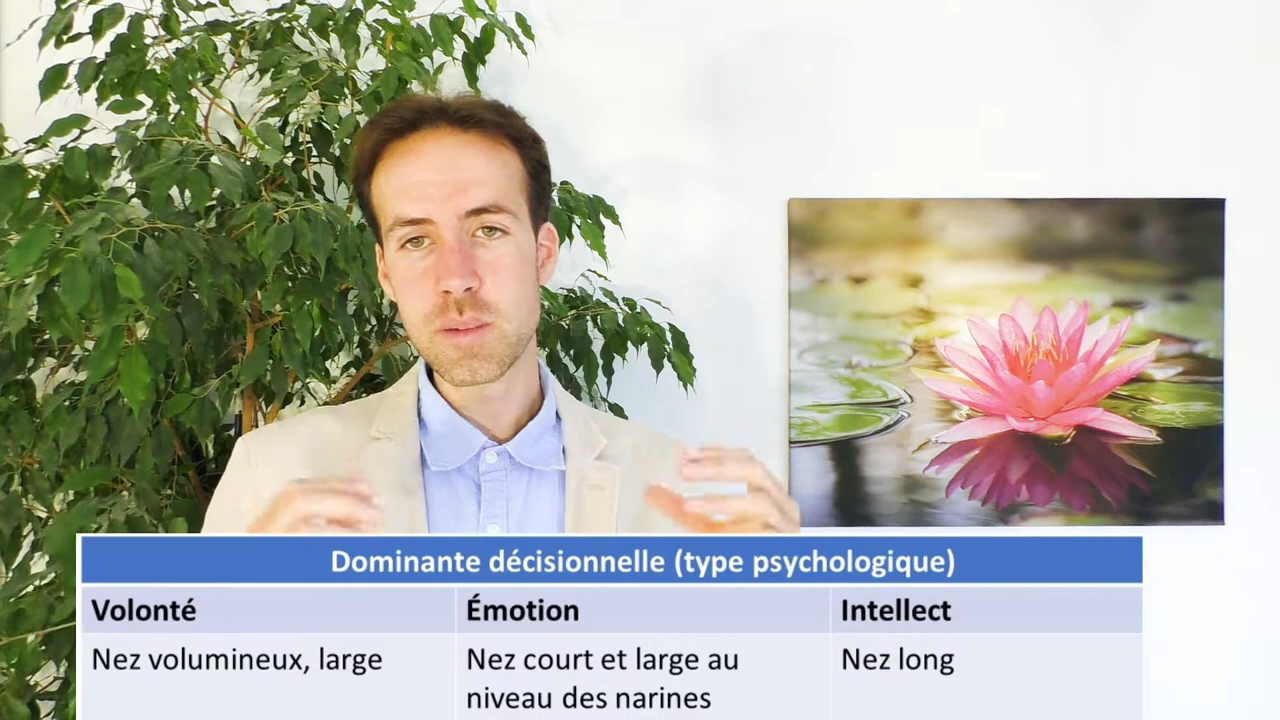 Dominante décisionnelle (type psychologique)
Volonté Émotion Intellect
Nez volumineux, large Nez court et large au Nez long
niveau des narines